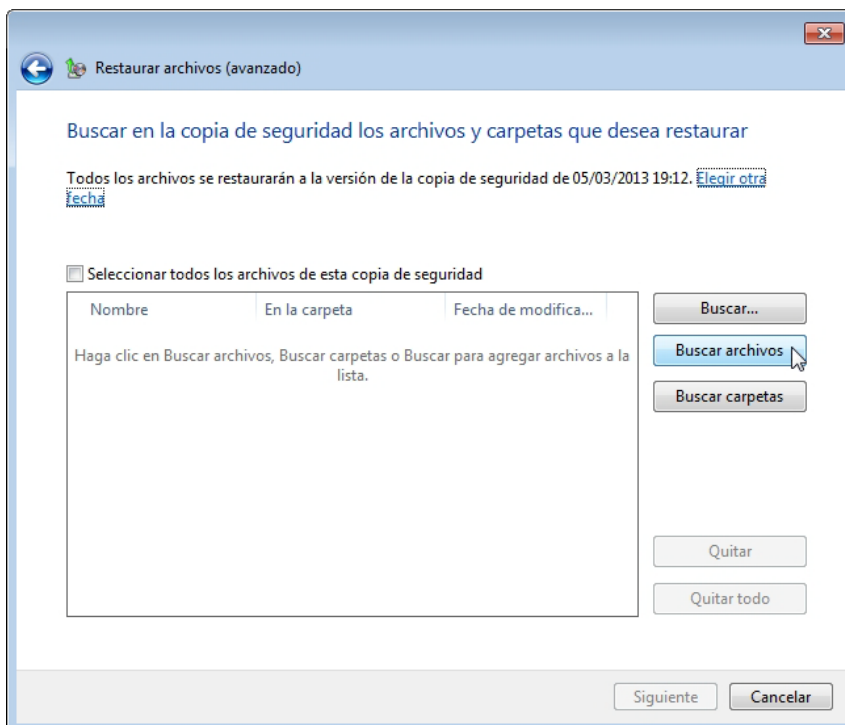 Restaurar archivos (avanzado)
Buscar en la copia de seguridad los archivos y carpetas que desea restaurar
Todos los archivos se restaurarán a la versión de la copia de seguridad de 05/03/2013 19:12. Elegir otra
fecha
Seleccionar todos los archivos de esta copia de seguridad
Nombre En la carpeta Fecha de modifica...
Haga clic en Buscar archivos, Buscar carpetas o Buscar para agregar archivos a la
lista.
Buscar...
Buscar archivos
Buscar carpetas
Quitar
Quitar todo
Siguiente Cancelar